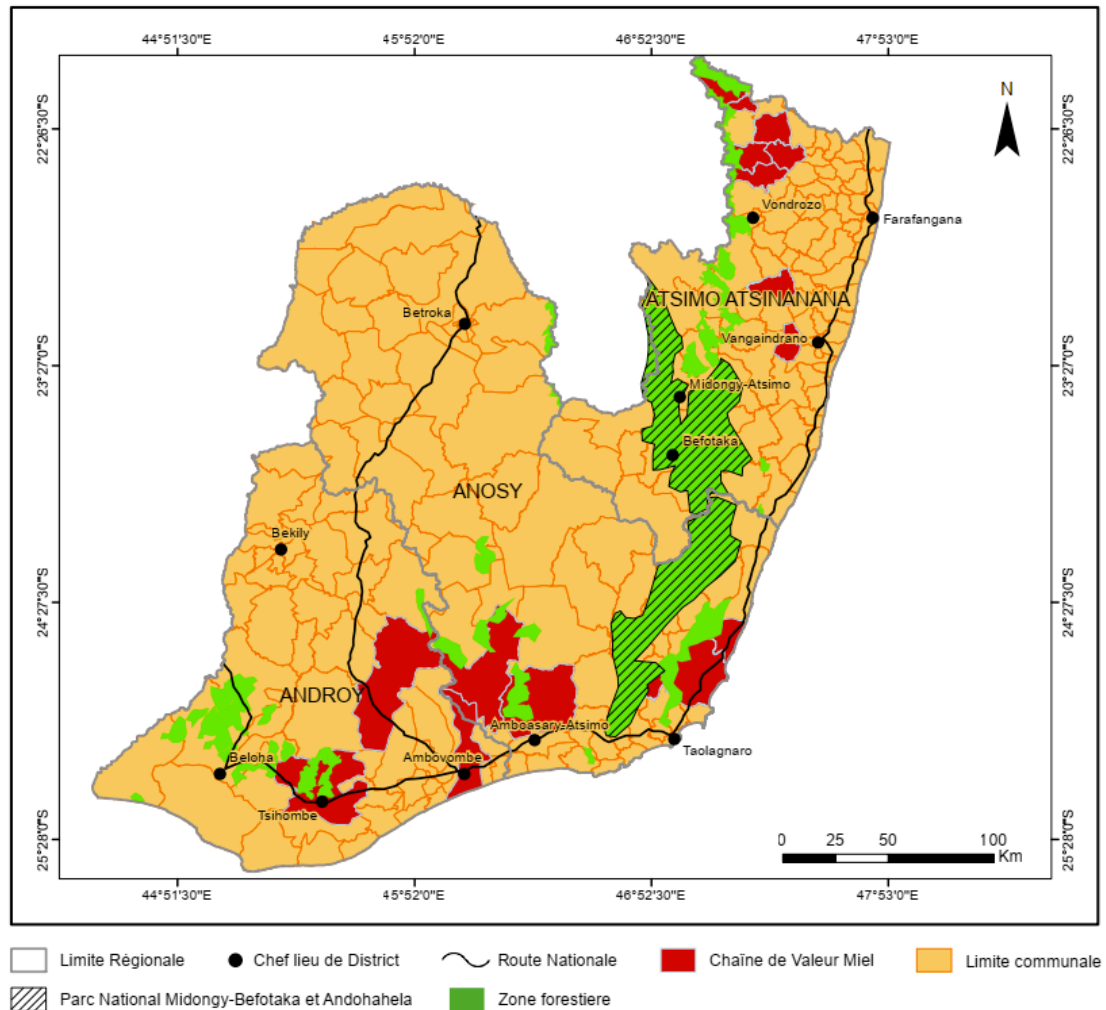 44°51'30"E 45°52'0"E 46°52'30"E 47°53'0"E
N
22°26'30"S 22°26'30"S
Vondrozo
Farafangana
ATSIMO ATSINANANA
Betroka
Vangaindrano
23°27'0"S 23°27'0"S
Midongy-Atsimo
Befotaka
ANOSY
Bekily
24°27'30"S 24°27'30"S
ANDROY
Amboasary-Atsimo
Taolagnaro
Beloha
Ambovombe
Tsihombe
25°28'0"S 25°28'0"S
0 25 50 100
Km
44°51'30"E 45°52'0"E 46°52'30"E 47°53'0"E
Limite Régionale Chef lieu de District Route Nationale Chaîne de Valeur Miel Limite communale
Parc National Midongy-Befotaka et Andohahela Zone forestiere